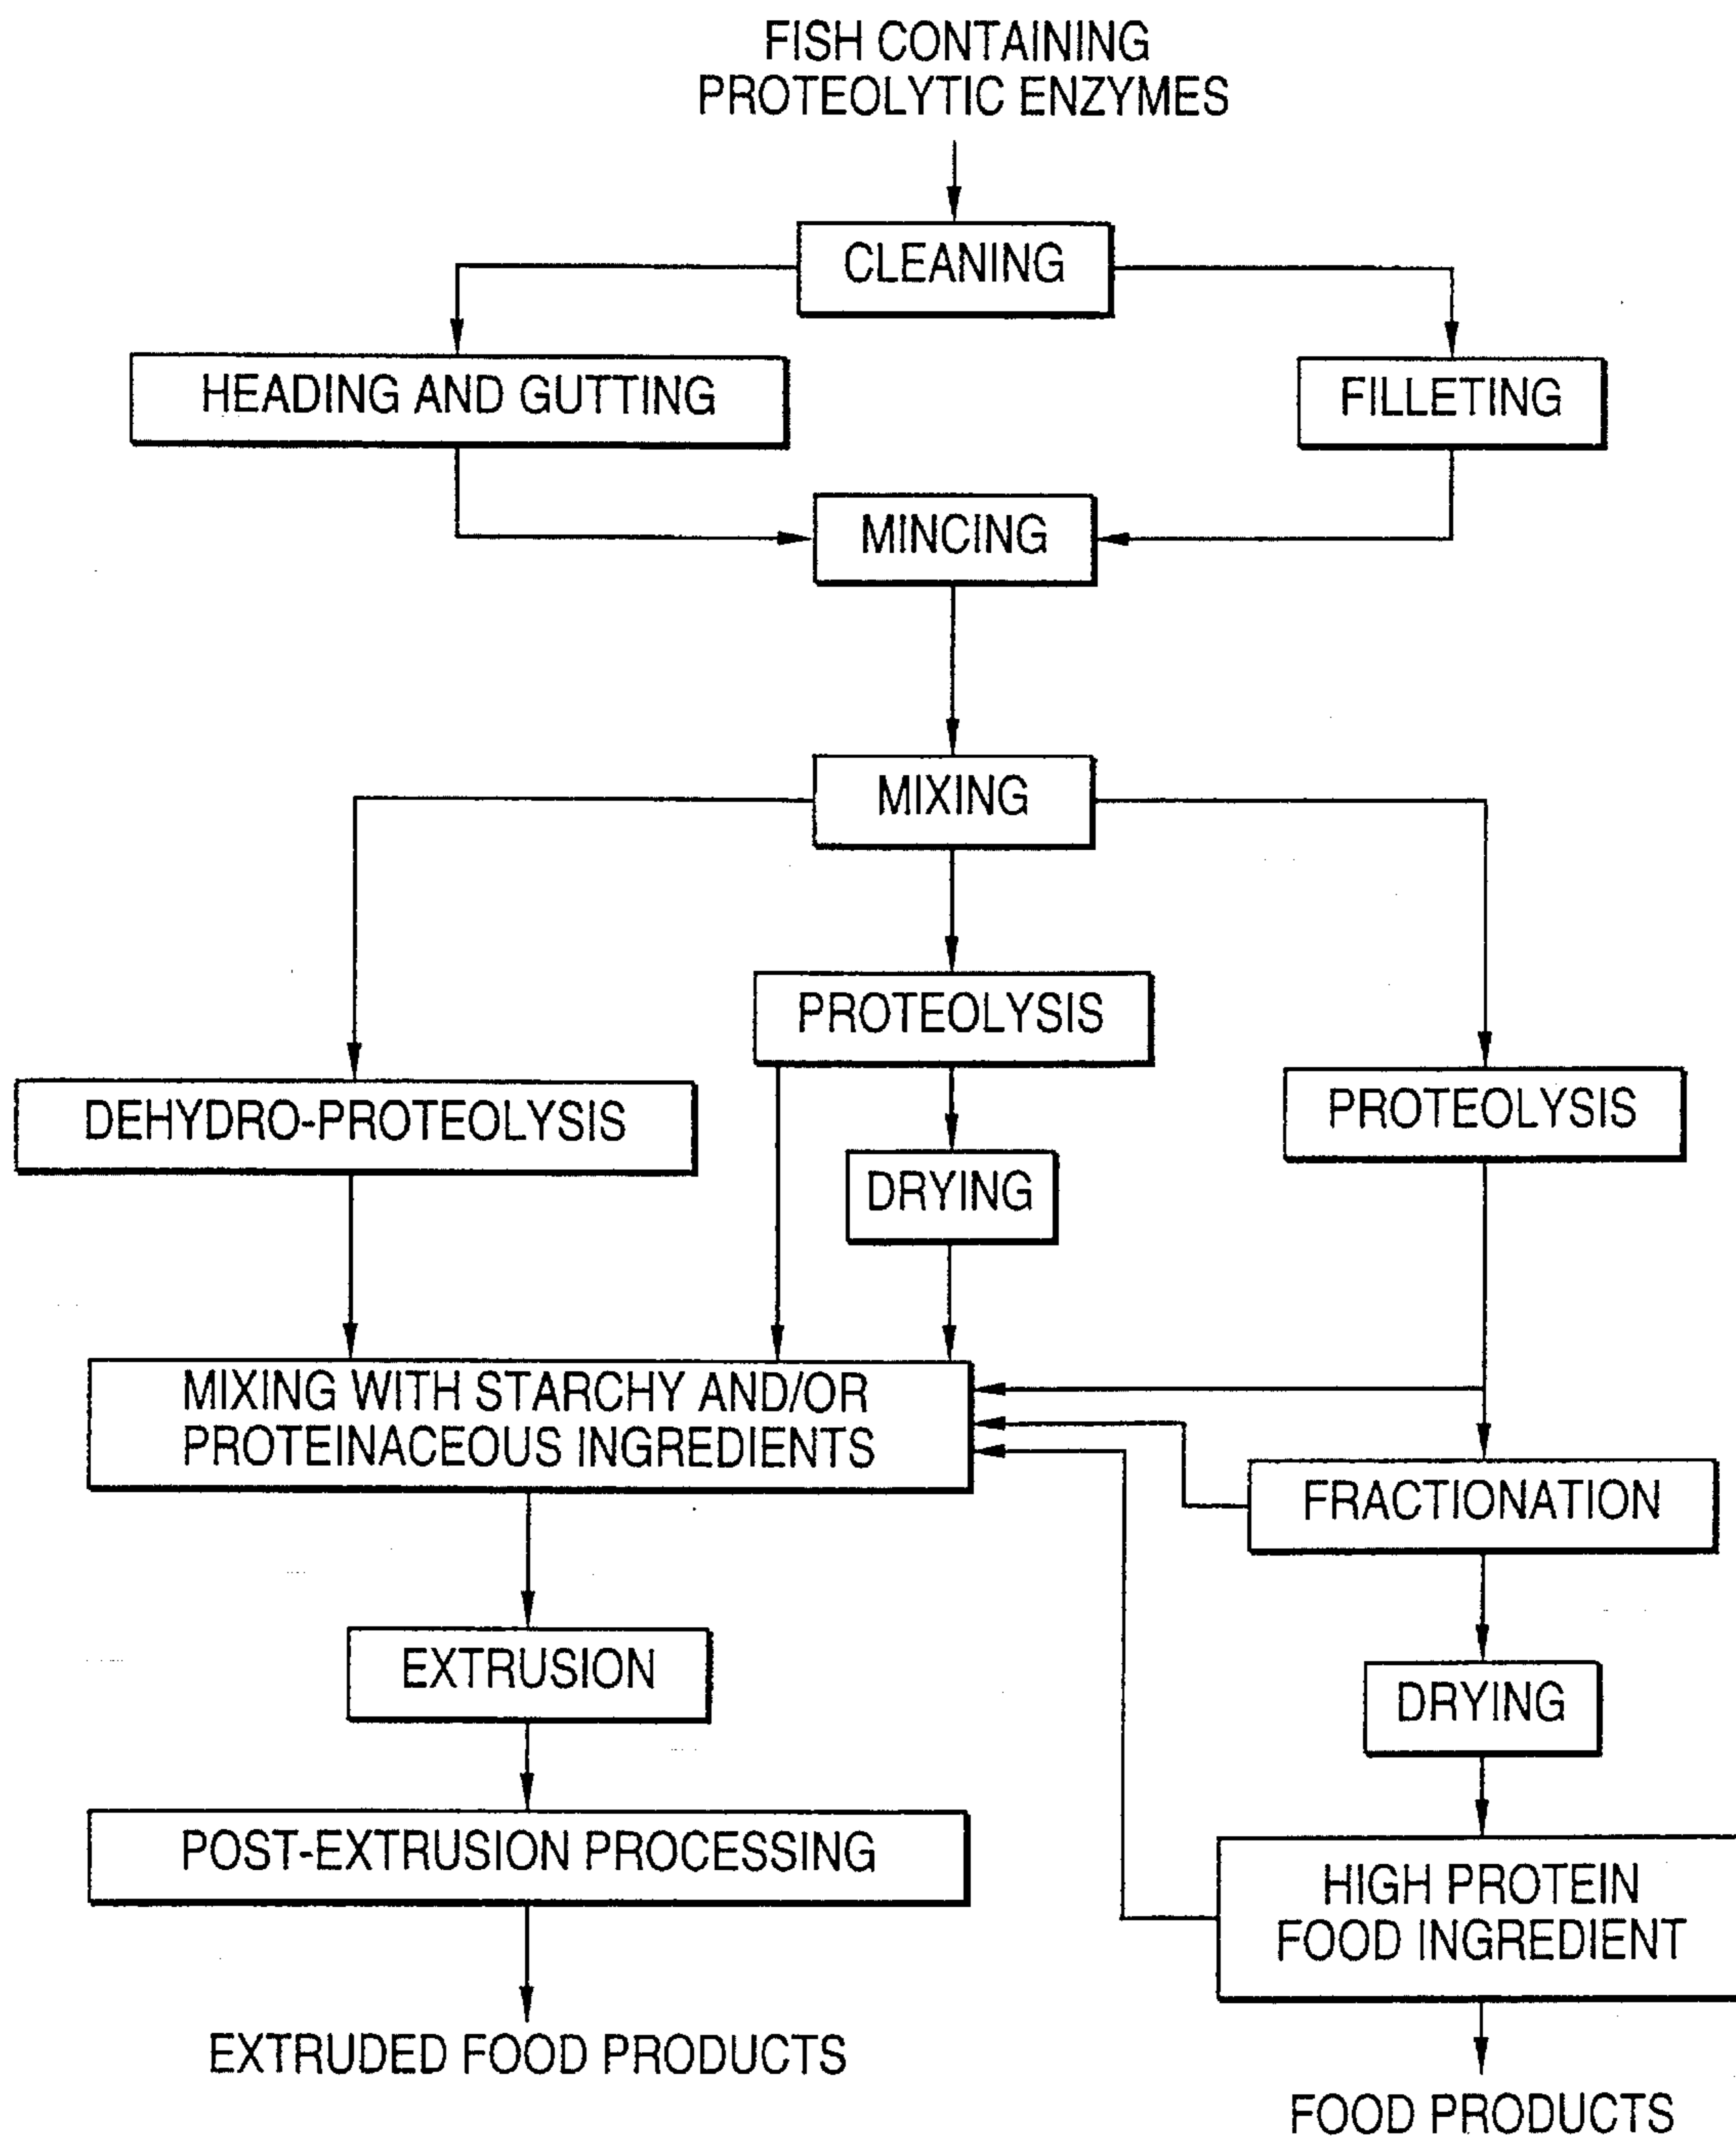 FISH CONTAINING
PROTEOLYTIC ENZYMES
CLEANING
HEADING AND GUTTING
FILLETING
MINCING
MIXING
PROTEOLYSIS
DEHYDRO-PROTEOLYSIS
PROTEOLYSIS
DRYING
MIXING WITH STARCHY AND/OR
PROTEINACEOUS INGREDIENTS
FRACTIONATION
EXTRUSION
DRYING
POST-EXTRUSION PROCESSING
HIGH PROTEIN
FOOD INGREDIENT
EXTRUDED FOOD PRODUCTS
FOOD PRODUCTS